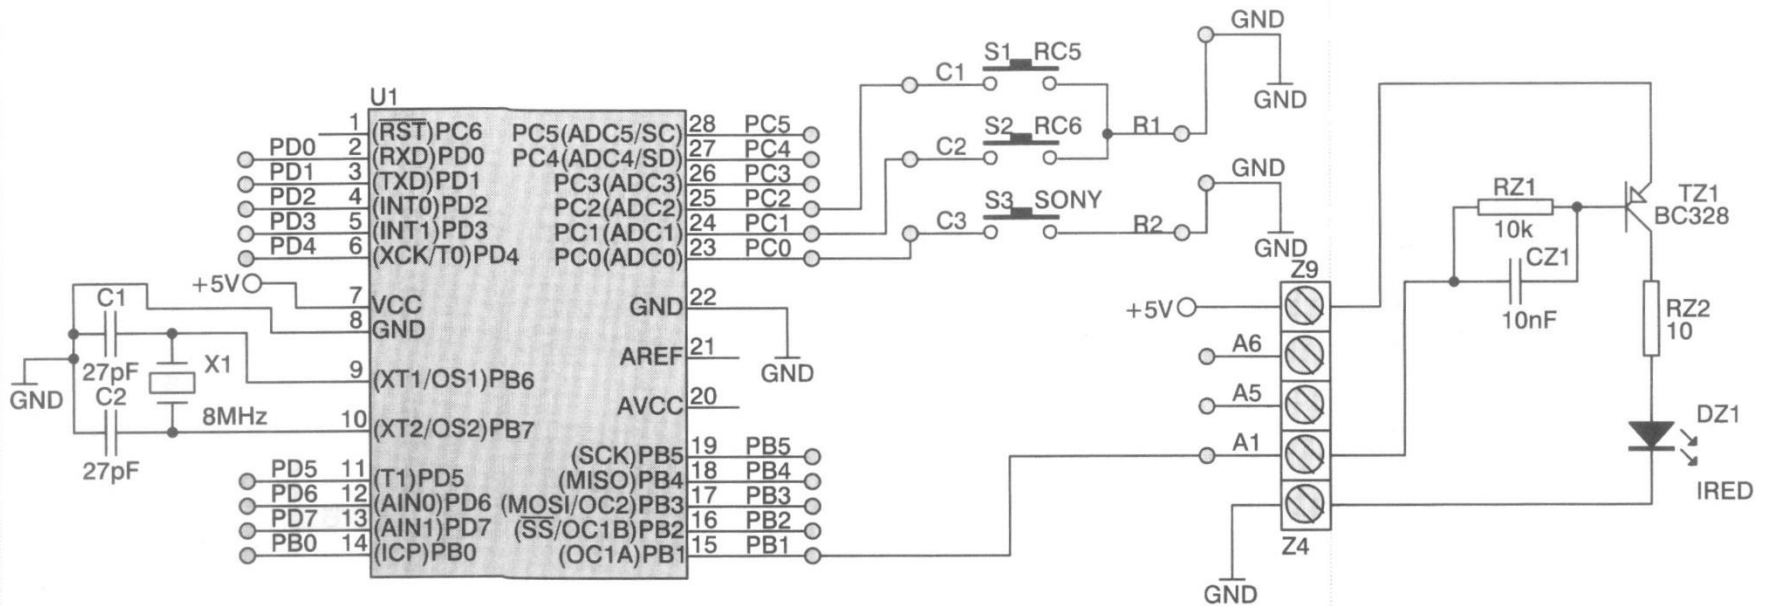 GND
S1 RC5
C1
GND
U1
1 (RST)PC6 PC5(ADC5/SC) 28 PC5
S2 RC6
R1
PD0 2 (RXD)PD0 PC4(ADC4/SD) 27 PC4
C2
GND
PD1 3 (TXD)PD1 PC3(ADC3) 26 PC3
PD2 4 (INT0)PD2 PC2(ADC2) 25 PC2
S3 SONY
PD3 5 (INT1)PD3 PC1(ADC1) 24 PC1
C3
R2
PD4 6 (XCK/T0)PD4 PC0(ADC0) 23 PC0
GND
RZ1
10k
TZ1
BC328
CZ1
10nF
Z9
+5V
7 VCC
GND 22
+5V
RZ2
10
C1
8 GND
27pF
X1
AREF 21
GND
A6
GND
C2
9 (XT1/OS1)PB6
AVCC 20
A5
8MHz
10 (XT2/OS2)PB7
27pF
DZ1
IRED
(SCK)PB5 19 PB5
A1
PD5 11 (T1)PD5 (MISO)PB4 18 PB4
PD6 12 (AIN0)PD6 (MOSI/OC2)PB3 17 PB3
PD7 13 (AIN1)PD7 (SS/OC1B)PB2 16 PB2
PB0 14 (ICP)PB0 (OC1A)PB1 15 PB1
Z4
GND